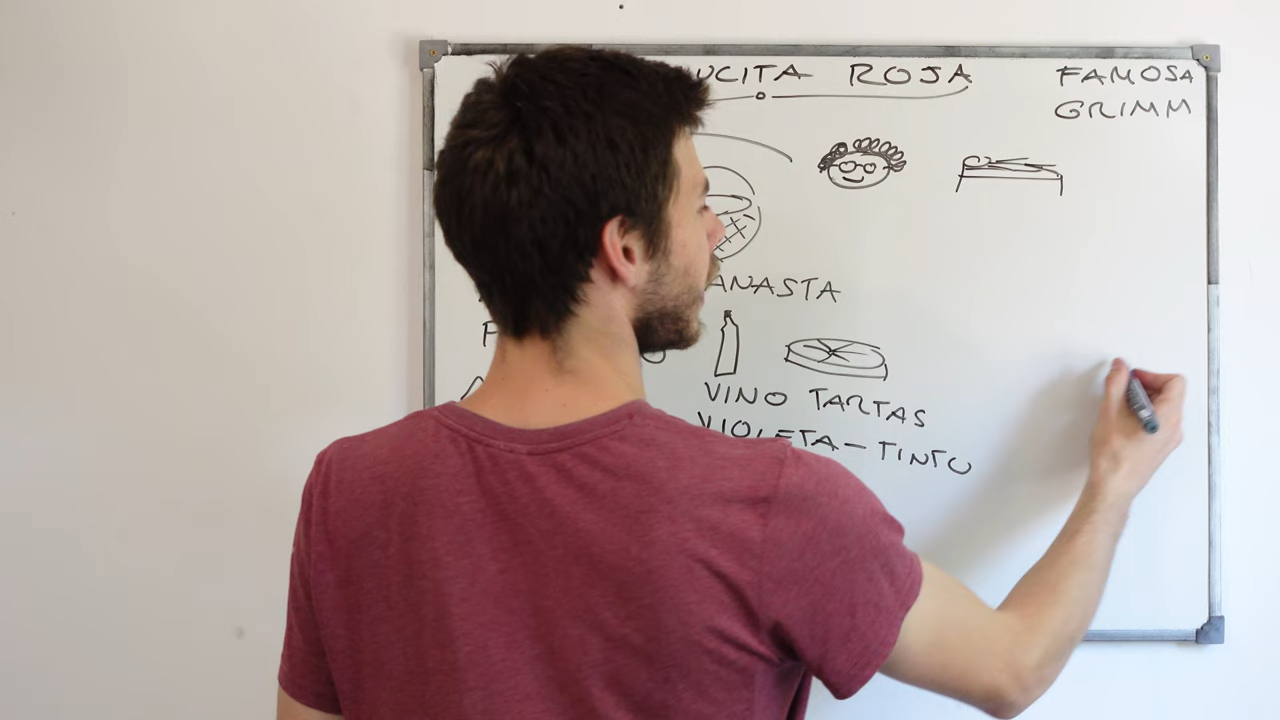 UCITA ROJA
FAMOSA
GRIMM
ANASTA
F
VINO TARTAS
VIOLETA-TINTO